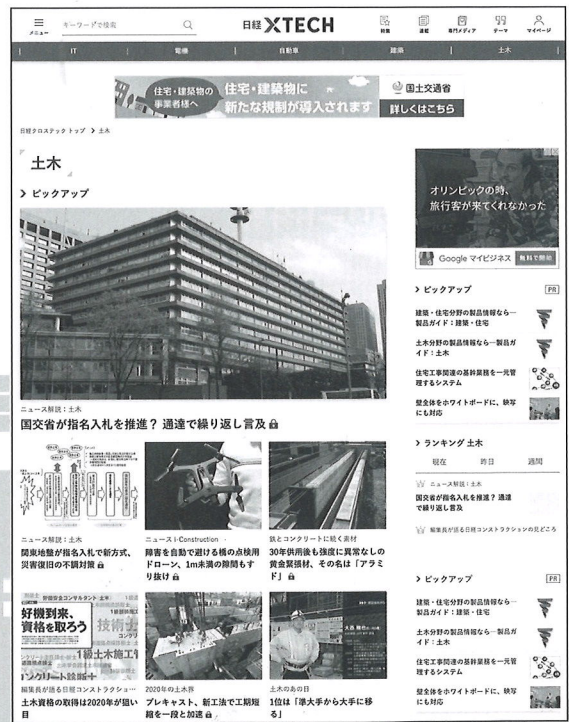 メニュー
キーワードで検索
日経 XTECH
特集
連載
専門メディア
テーマ
マイページ
IT
電機
自動車
建築
土木
住宅・建築物の
事業者様へ
住宅・建築物に
新たな規制が導入されます
国土交通省
詳しくはこちら
日経クロステック トップ > 土木
土木
> ピックアップ
ニュース解説:土木
国交省が指名入札を推進? 通達で繰り返し言及
ニュース解説:土木
関東地整が指名入札で新方式、
災害復旧の不調対策
ニュース i-Construction
障害を自動で避ける橋の点検用
ドローン、1m未満の隙間もす
り抜け
鉄とコンクリートに続く素材
30年供用後も強度に異常なしの
黄金緊張材、その名は「アラミ
ド」
好機到来、
資格を取ろう
技術士
1級土木施工
コンクリート診断士
編集長が語る日経コンストラクショ…
土木資格の取得は2020年が狙い
目
2020年の土木界
プレキャスト、新工法で工期短
縮を一段と加速
土木のあの日
1位は「準大手から大手に移
る」
オリンピックの時、
旅行客が来てくれなかった
Google マイビジネス
無料で開始
> ピックアップ
PR
建築・住宅分野の製品情報なら―
製品ガイド:建築・住宅
土木分野の製品情報なら―製品ガ
イド:土木
住宅工事関連の基幹業務を一元管
理するシステム
壁全体をホワイトボードに、映写
にも対応
> ランキング 土木
現在
昨日
週間
ニュース解説:土木
国交省が指名入札を推進? 通達
で繰り返し言及
編集長が語る日経コンストラクションの見どころ
> ピックアップ
PR
建築・住宅分野の製品情報なら―
製品ガイド:建築・住宅
土木分野の製品情報なら―製品ガ
イド:土木
住宅工事関連の基幹業務を一元管
理するシステム
壁全体をホワイトボードに、映写
にも対応